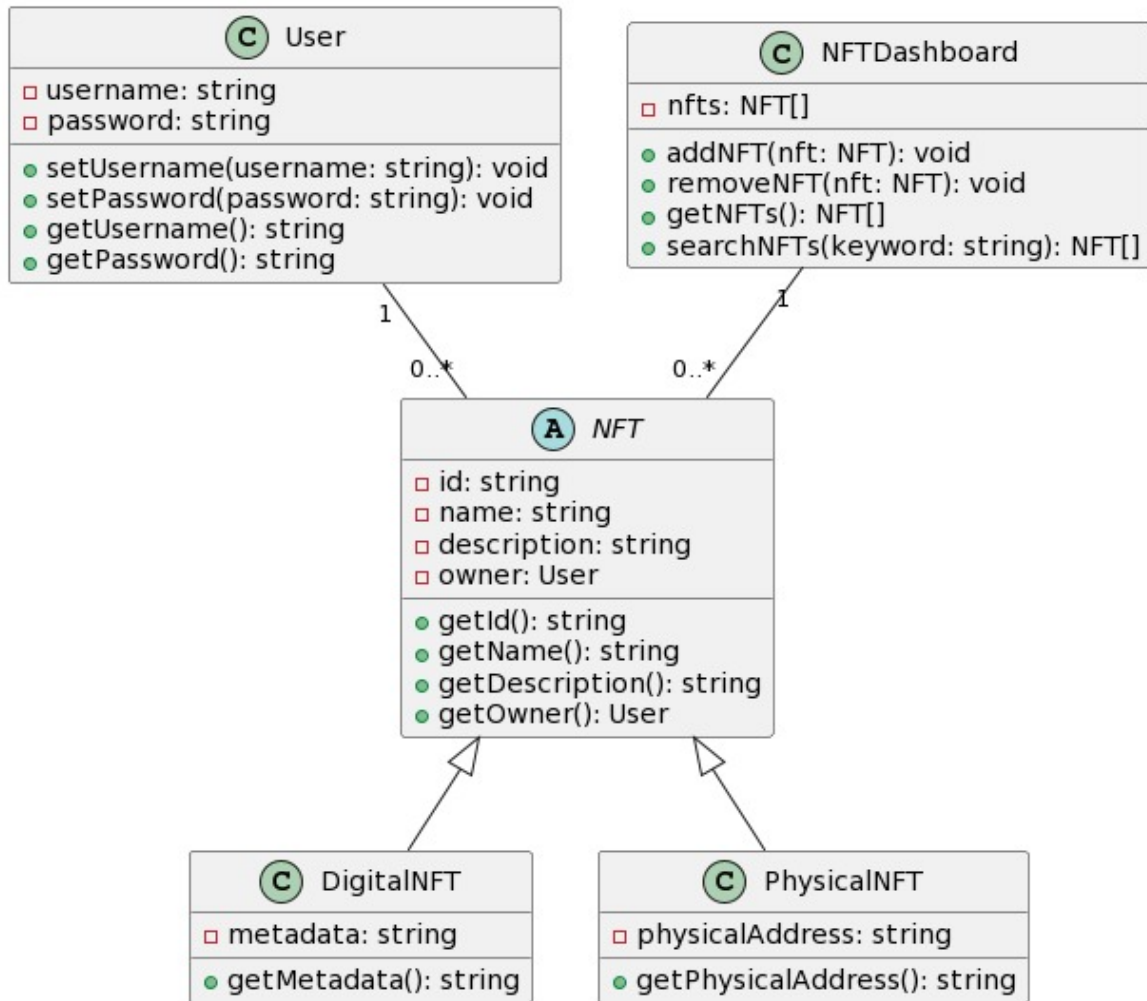 C User
username: string
password: string
setUsername(username: string): void
setPassword(password: string): void
getUsername(): string
getPassword(): string
C NFTDashboard
nfts: NFT[]
addNFT(nft: NFT): void
removeNFT(nft: NFT): void
getNFTs(): NFT[]
searchNFTs(keyword: string): NFT[]
1
1
0..*
0..*
A NFT
id: string
name: string
description: string
owner: User
getId(): string
getName(): string
getDescription(): string
getOwner(): User
C DigitalNFT
metadata: string
getMetadata(): string
C PhysicalNFT
physicalAddress: string
getPhysicalAddress(): string